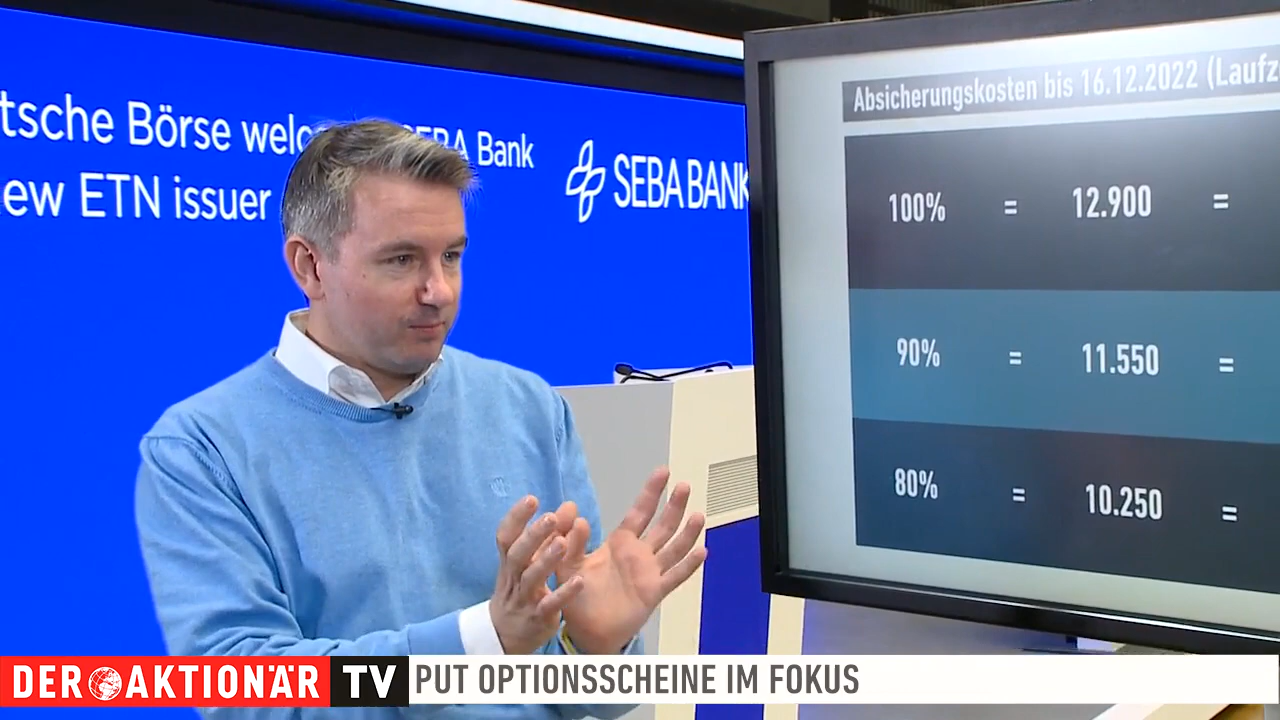 tsche Börse welc SEBA Bank
ew ETN issuer
SEBA BANK
Absicherungskosten bis 16.12.2022 (Laufz
100% = 12.900 =
90% = 11.550 =
80% = 10.250 =
DER AKTIONÄR TV PUT OPTIONSSCHEINE IM FOKUS